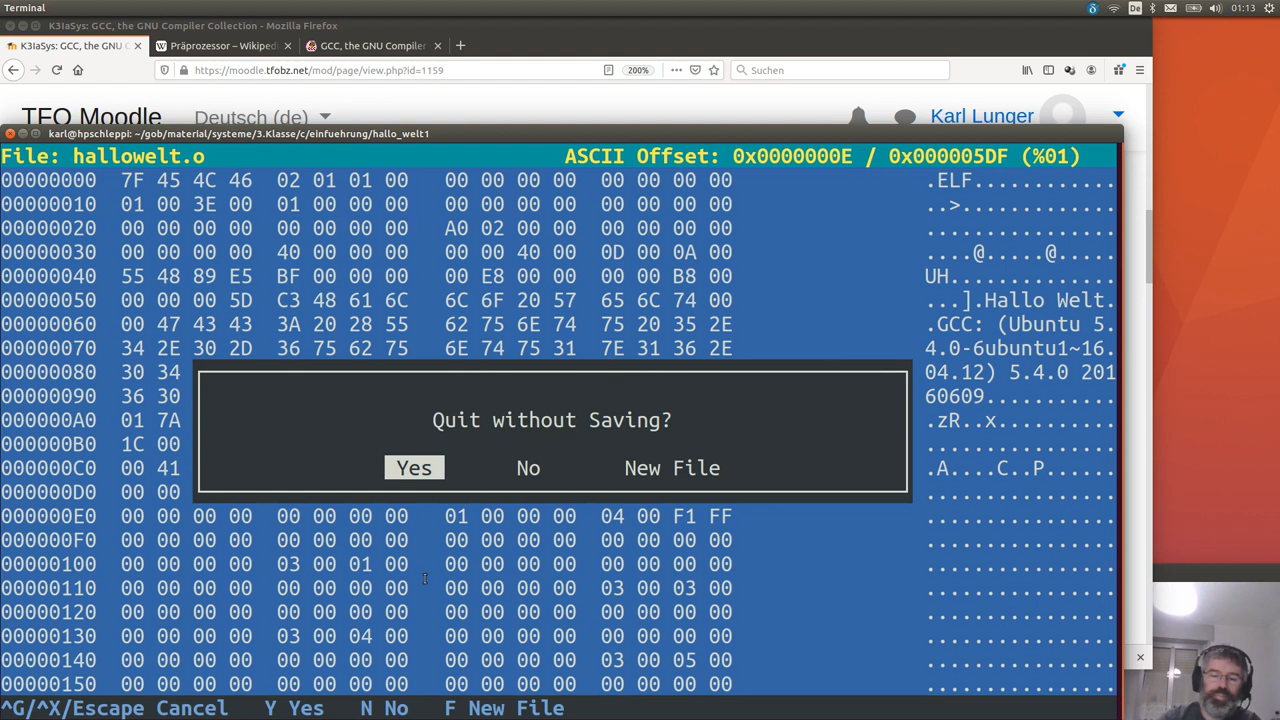 Terminal
De
01:13
K3IaSys: GCC, the GNU Compiler Collection - Mozilla Firefox
K3IaSys: GCC, the GNU C
Präprozessor – Wikiped
GCC, the GNU Compiler
https://moodle.tfobz.net/mod/page/view.php?id=1159
200%
Suchen
TFO Moodle
Deutsch (de)
Karl Lunger
karl@hpschleppi: ~/gob/material/systeme/3.Klasse/c/einfuehrung/hallo_welt1
File: hallowelt.o ASCII Offset: 0x0000000E / 0x000005DF (%01)
00000000 7F 45 4C 46 02 01 01 00 00 00 00 00 00 00 00 00 .ELF............
00000010 01 00 3E 00 01 00 00 00 00 00 00 00 00 00 00 00 ..>.............
00000020 00 00 00 00 00 00 00 00 A0 02 00 00 00 00 00 00 ................
00000030 00 00 00 00 40 00 00 00 00 00 40 00 0D 00 0A 00 ....@.....@.....
00000040 55 48 89 E5 BF 00 00 00 00 E8 00 00 00 00 B8 00 UH..............
00000050 00 00 00 5D C3 48 61 6C 6C 6F 20 57 65 6C 74 00 ...].Hallo Welt.
00000060 00 47 43 43 3A 20 28 55 62 75 6E 74 75 20 35 2E .GCC: (Ubuntu 5.
00000070 34 2E 30 2D 36 75 62 75 6E 74 75 31 7E 31 36 2E 4.0-6ubuntu1~16.
00000080 30 34 04.12) 5.4.0 201
00000090 36 30 60609...........
000000A0 01 7A .zR..x..........
000000B0 1C 00 ................
000000C0 00 41 .A....C..P......
000000D0 00 00 ................
Quit without Saving?
Yes No New File
000000E0 00 00 00 00 00 00 00 00 01 00 00 00 04 00 F1 FF ................
000000F0 00 00 00 00 00 00 00 00 00 00 00 00 00 00 00 00 ................
00000100 00 00 00 00 03 00 01 00 00 00 00 00 00 00 00 00 ................
00000110 00 00 00 00 00 00 00 00 00 00 00 00 03 00 03 00 ................
00000120 00 00 00 00 00 00 00 00 00 00 00 00 00 00 00 00 ................
00000130 00 00 00 00 03 00 04 00 00 00 00 00 00 00 00 00 ................
00000140 00 00 00 00 00 00 00 00 00 00 00 00 03 00 05 00 ................
00000150 00 00 00 00 00 00 00 00 00 00 00 00 00 00 00 00 ................
^G/^X/Escape Cancel Y Yes N No F New File